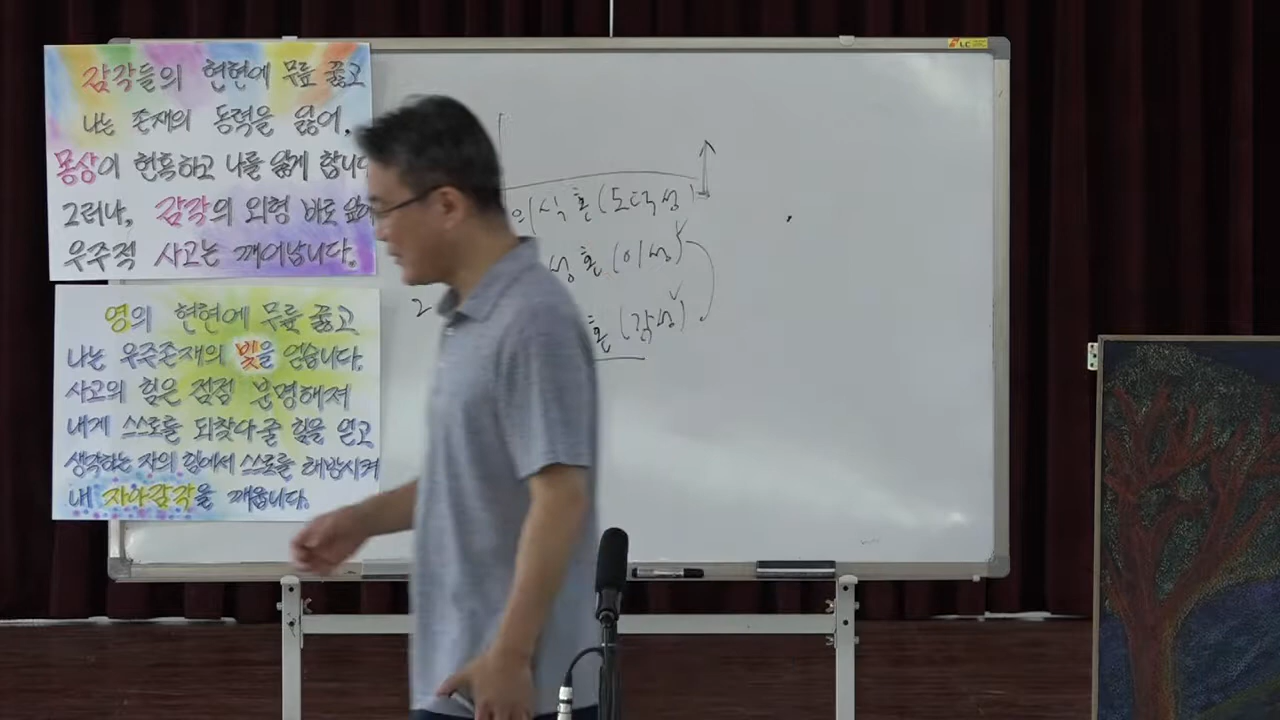 감각들의 현현에 무릎 꿇고
나는 존재의 동력을 잃어,
몽상이 현혹하고 나를 잃게 합니다
그러나, 감각의 외형 바로
우주적 사고는 깨어납니다.
영의 현현에 무릎 꿇고
나는 우주존재의 빛을 얻습니다.
사고의 힘은 점점 분명해져
내게 스스로를 되찾아줄 힘을 얻고
생각하는 자의 힘에서 스스로를 해방시켜
내 자아감각을 깨웁니다.
의식혼(도덕성)
성혼(이성)
2
혼(감성)
LC